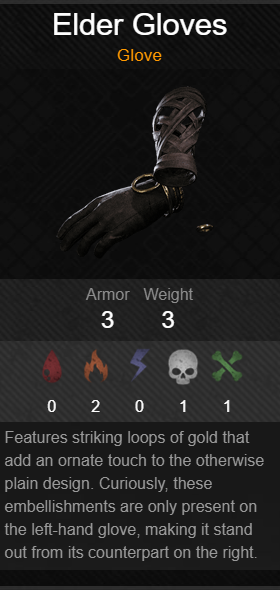 Elder Gloves
Glove
Armor Weight
3 3
0 2 0 1 1
Features striking loops of gold that
add an ornate touch to the otherwise
plain design. Curiously, these
embellishments are only present on
the left-hand glove, making it stand
out from its counterpart on the right.